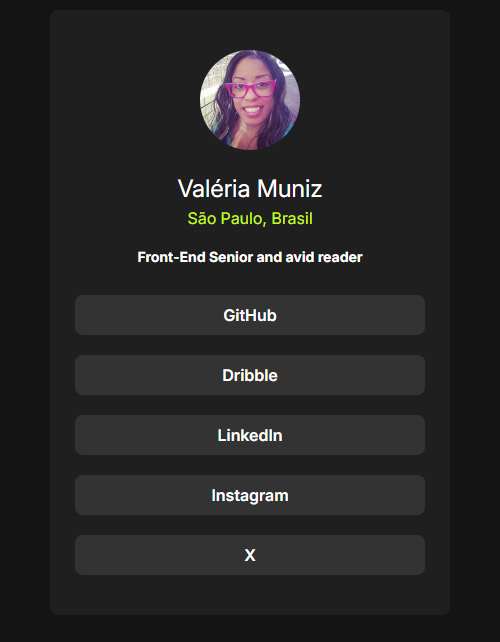 Valéria Muniz
São Paulo, Brasil
Front-End Senior and avid reader
GitHub
Dribble
LinkedIn
Instagram
X